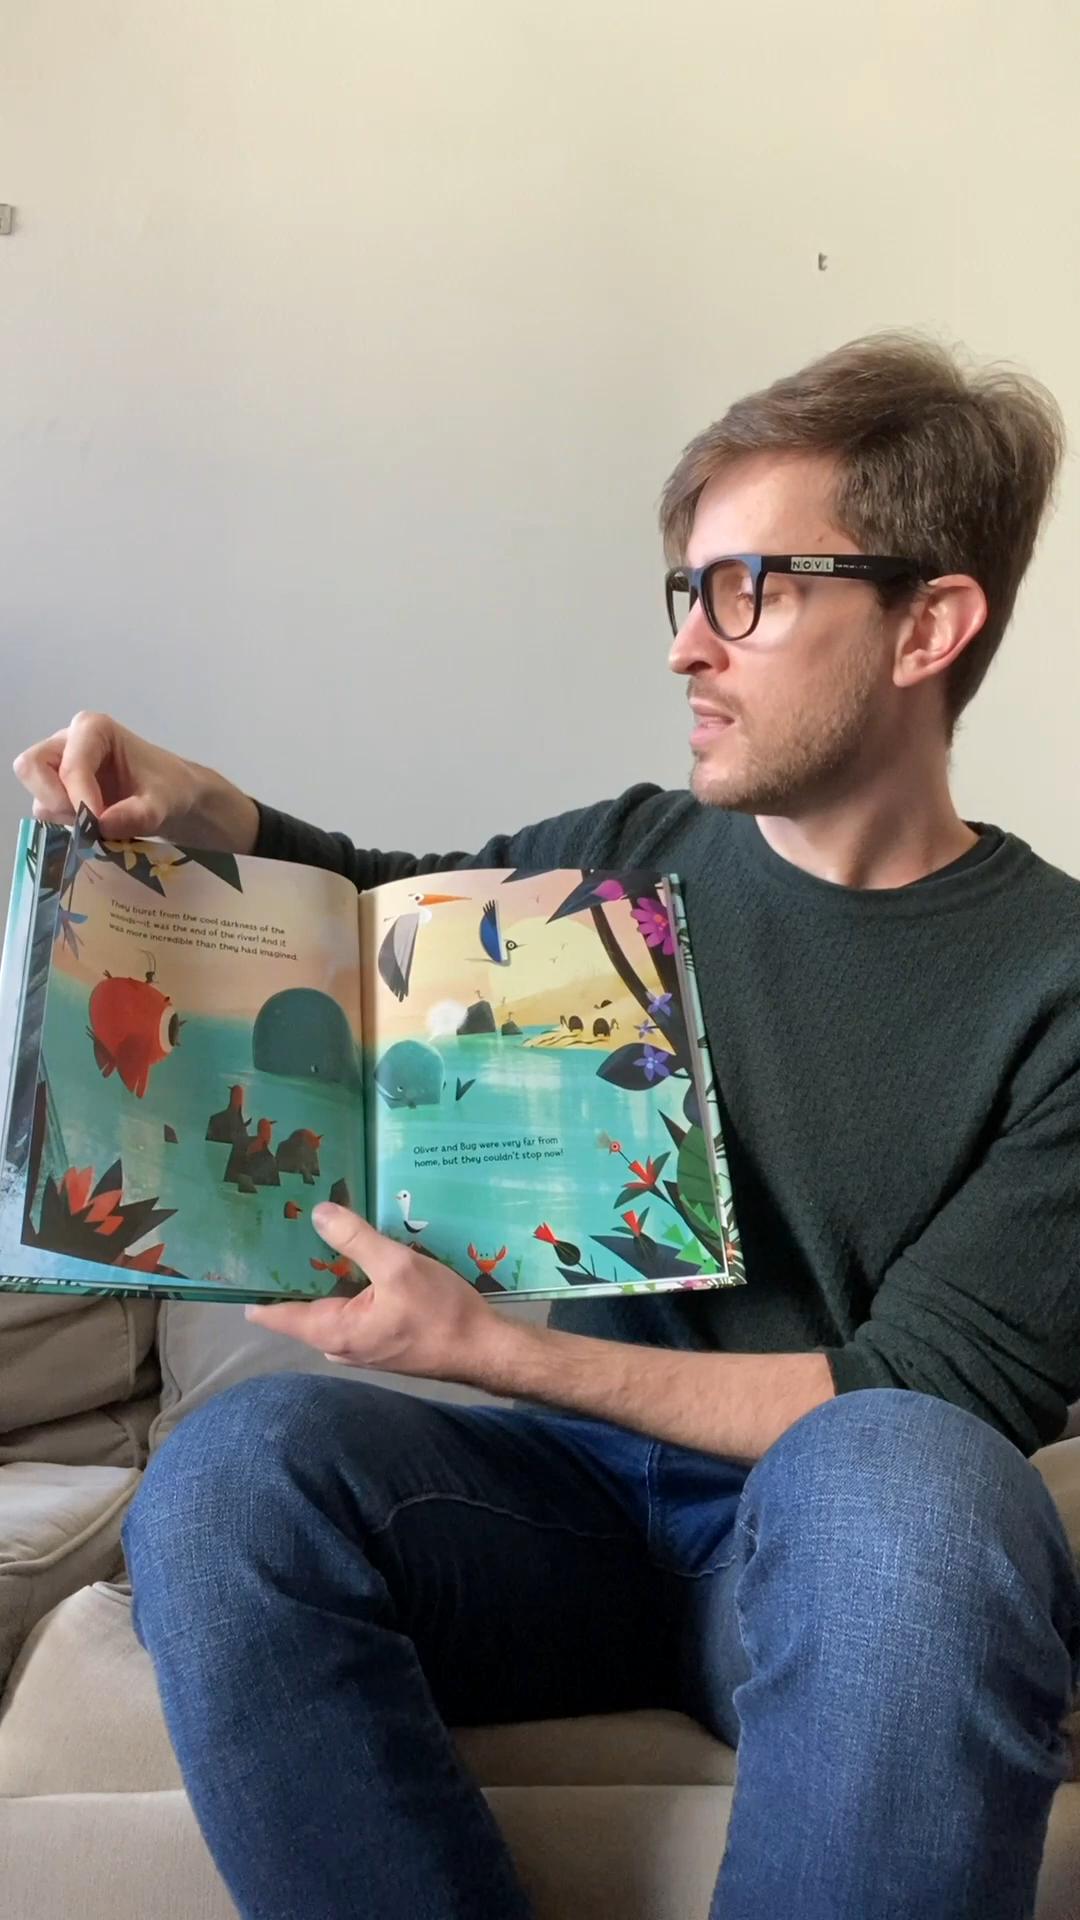 NOVL
They burst from the cool darkness of the
woods—it was the end of the river! And it
was more incredible than they had imagined.
Oliver and Bug were very far from
home, but they couldn't stop now!